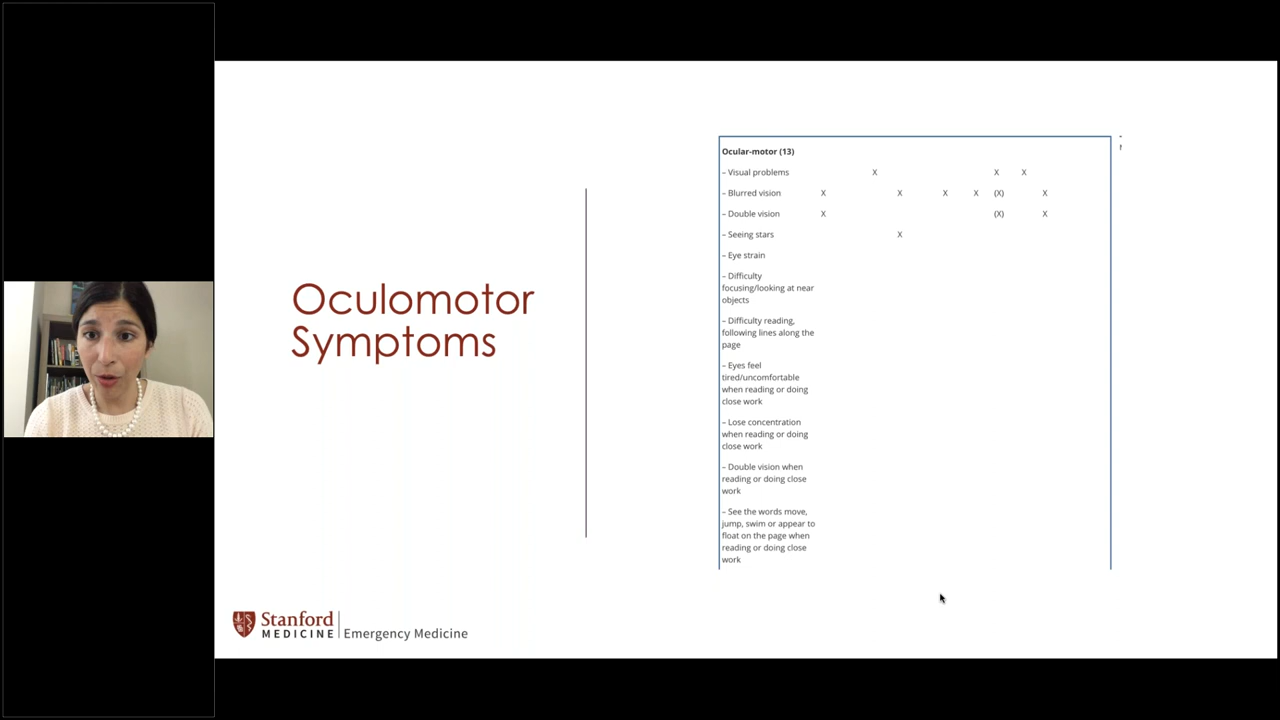 Oculomotor
Symptoms
Ocular-motor (13)
– Visual problems X X X
– Blurred vision X X X X (X) X
– Double vision X (X) X
– Seeing stars X
– Eye strain
– Difficulty
focusing/looking at near
objects
– Difficulty reading,
following lines along the
page
– Eyes feel
tired/uncomfortable
when reading or doing
close work
– Lose concentration
when reading or doing
close work
– Double vision when
reading or doing close
work
– See the words move,
jump, swim or appear to
float on the page when
reading or doing close
work
Stanford
MEDICINE
Emergency Medicine